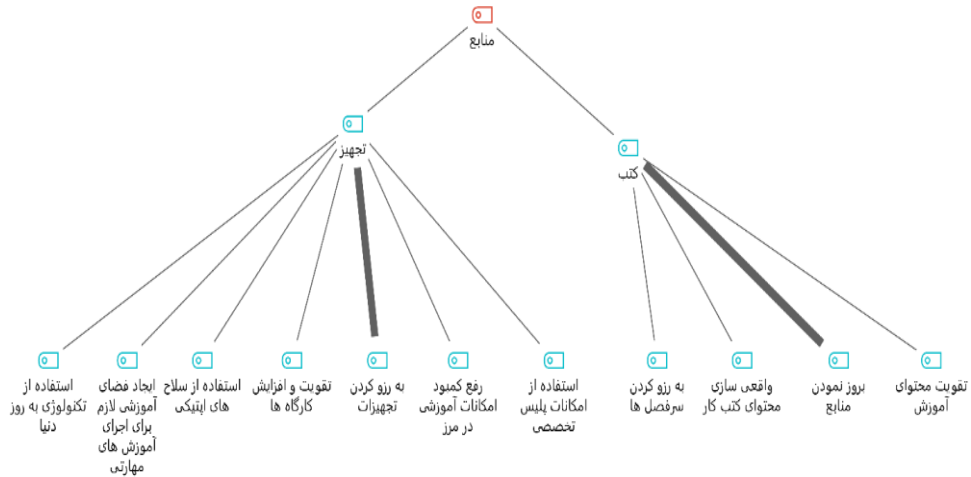 منابع
تجهیز
کتب
تقویت محتوای
آموزش
بروز نمودن
منابع
واقعی سازی
محتوای کتب کار
به رزو کردن
سرفصل ها
استفاده از
امکانات پلیس
تخصصی
رفع کمبود
امکانات آموزشی
در مرز
به رزو کردن
تجهیزات
تقویت و افزایش
کارگاه ها
استفاده از سلاح
های اپتیکی
ایجاد فضای
آموزشی لازم
برای اجرای
آموزش های
مهارتی
استفاده از
تکنولوژی به روز
دنیا